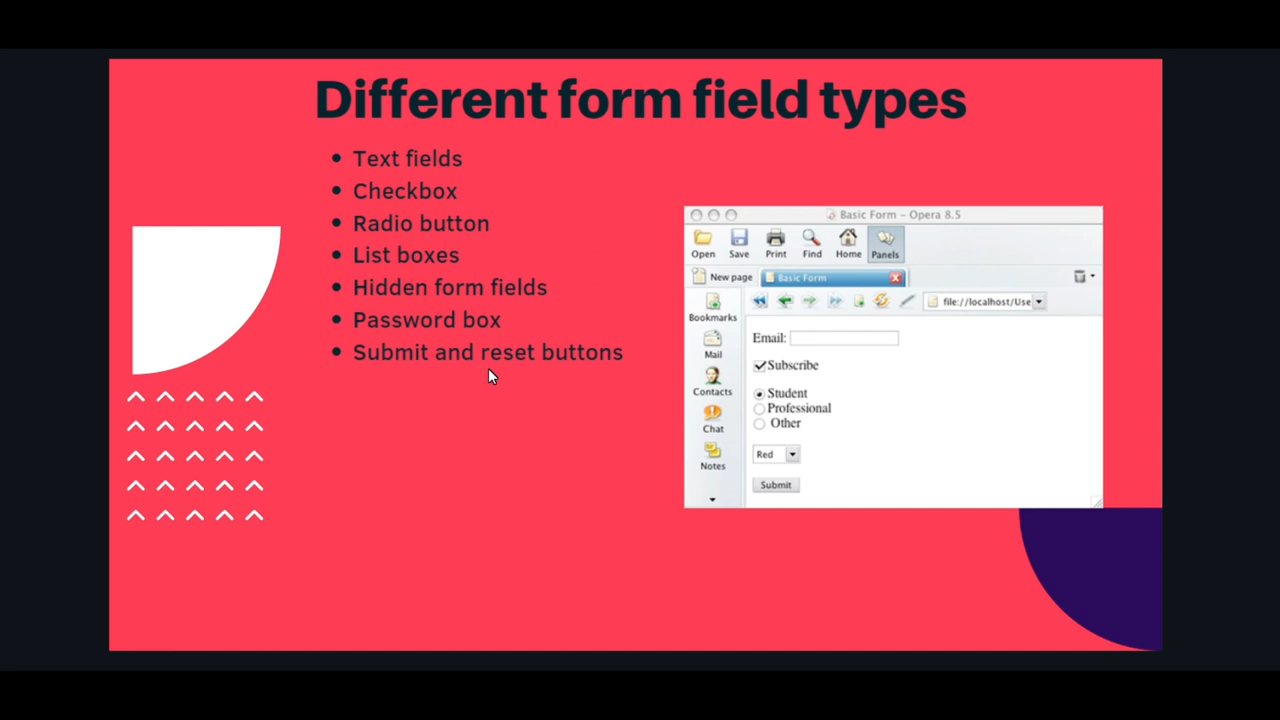 Different form field types
• Text fields
• Checkbox
• Radio button
• List boxes
• Hidden form fields
• Password box
• Submit and reset buttons
Basic Form – Opera 8.5
Open Save Print Find Home Panels
New page Basic Form
Bookmarks
file://localhost/Use
Mail
Contacts
Chat
Notes
Email:
Subscribe
Student
Professional
Other
Red
Submit